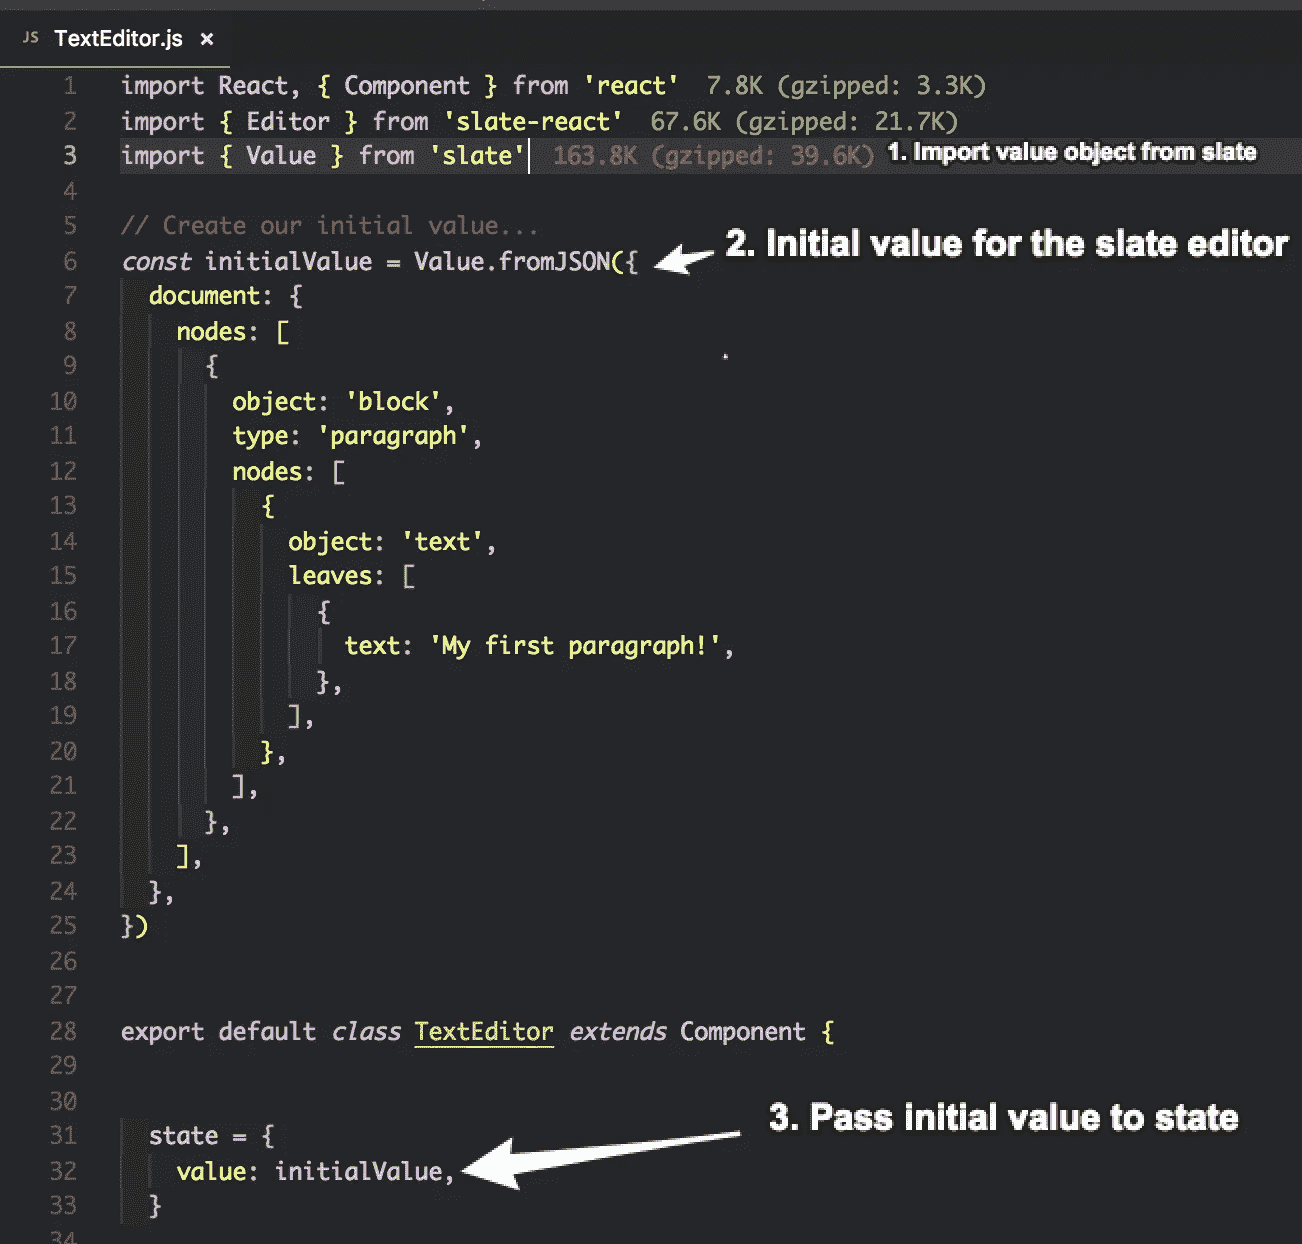 JS TextEditor.js ×
1 import React, { Component } from 'react' 7.8K (gzipped: 3.3K)
2 import { Editor } from 'slate-react' 67.6K (gzipped: 21.7K)
3 import { Value } from 'slate' 163.8K (gzipped: 39.6K) 1. Import value object from slate
4
5 // Create our initial value...
2. Initial value for the slate editor
6 const initialValue = Value.fromJSON({
7 document: {
8 nodes: [
9 {
10 object: 'block',
11 type: 'paragraph',
12 nodes: [
13 {
14 object: 'text',
15 leaves: [
16 {
17 text: 'My first paragraph!',
18 },
19 ],
20 },
21 ],
22 },
23 ],
24 },
25 })
26
27
28 export default class TextEditor extends Component {
29
30
3. Pass initial value to state
31 state = {
32 value: initialValue,
33 }
34